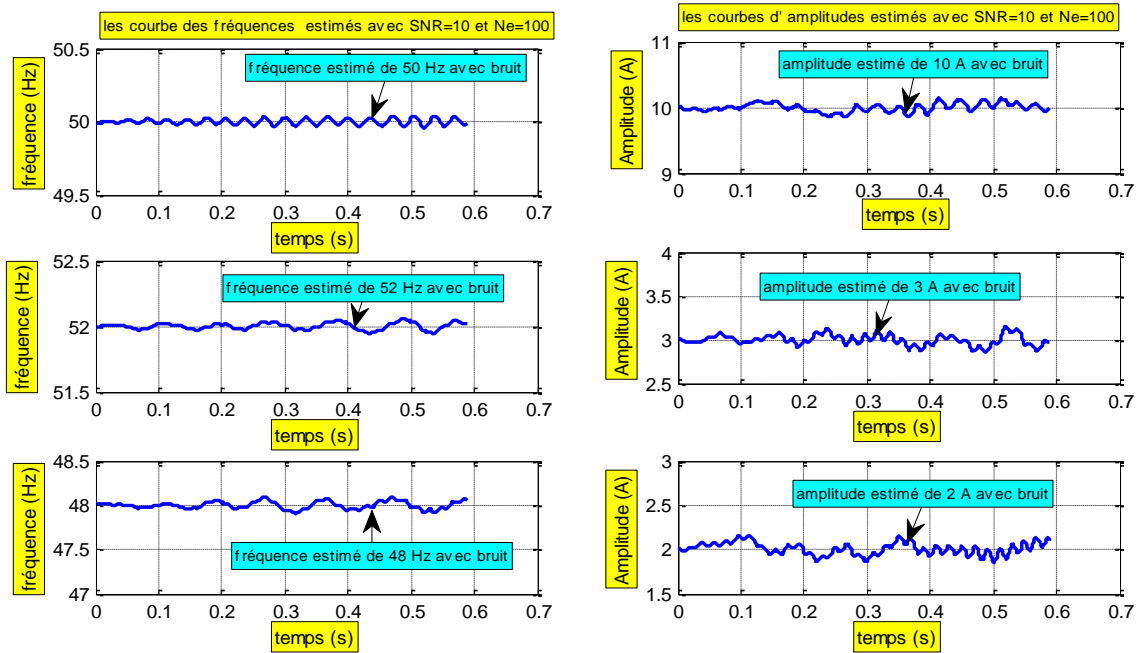 les courbe des fréquences estimés avec SNR=10 et Ne=100
50.5
50
49.5
fréquence (Hz)
fréquence estimé de 50 Hz avec bruit
0 0.1 0.2 0.3 0.4 0.5 0.6 0.7
temps (s)
52.5
52
51.5
fréquence (Hz)
fréquence estimé de 52 Hz avec bruit
0 0.1 0.2 0.3 0.4 0.5 0.6 0.7
temps (s)
48.5
48
47.5
47
fréquence (Hz)
fréquence estimé de 48 Hz avec bruit
0 0.1 0.2 0.3 0.4 0.5 0.6 0.7
temps (s)
les courbes d' amplitudes estimés avec SNR=10 et Ne=100
11
10
9
Amplitude (A)
amplitude estimé de 10 A avec bruit
0 0.1 0.2 0.3 0.4 0.5 0.6 0.7
temps (s)
4
3.5
3
2.5
Amplitude (A)
amplitude estimé de 3 A avec bruit
0 0.1 0.2 0.3 0.4 0.5 0.6 0.7
temps (s)
3
2.5
2
1.5
Amplitude (A)
amplitude estimé de 2 A avec bruit
0 0.1 0.2 0.3 0.4 0.5 0.6 0.7
temps (s)